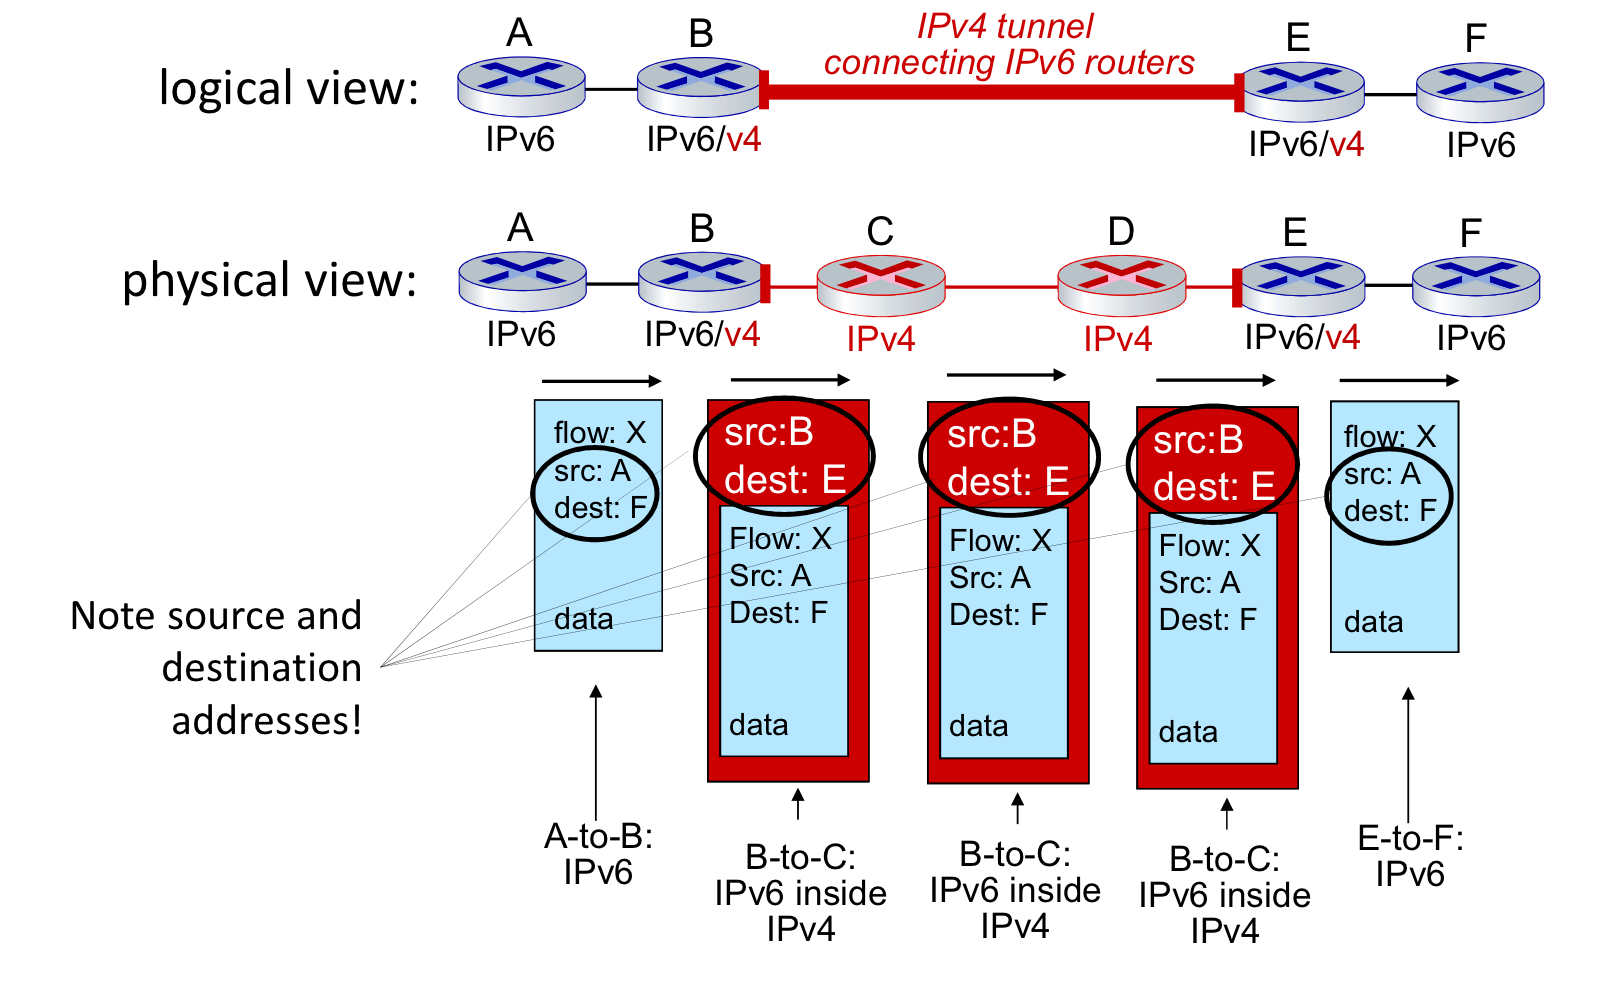 IPv4 tunnel
connecting IPv6 routers
A
B
E
F
logical view:
IPv6
IPv6/v4
IPv6/v4
IPv6
A
B
C
D
E
F
physical view:
IPv6
IPv6/v4
IPv4
IPv4
IPv6/v4
IPv6
flow: X
src: A
dest: F
data
src:B
dest: E
Flow: X
Src: A
Dest: F
data
src:B
dest: E
Flow: X
Src: A
Dest: F
data
src:B
dest: E
Flow: X
Src: A
Dest: F
data
flow: X
src: A
dest: F
data
Note source and
destination
addresses!
A-to-B:
IPv6
B-to-C:
IPv6 inside
IPv4
B-to-C:
IPv6 inside
IPv4
B-to-C:
IPv6 inside
IPv4
E-to-F:
IPv6